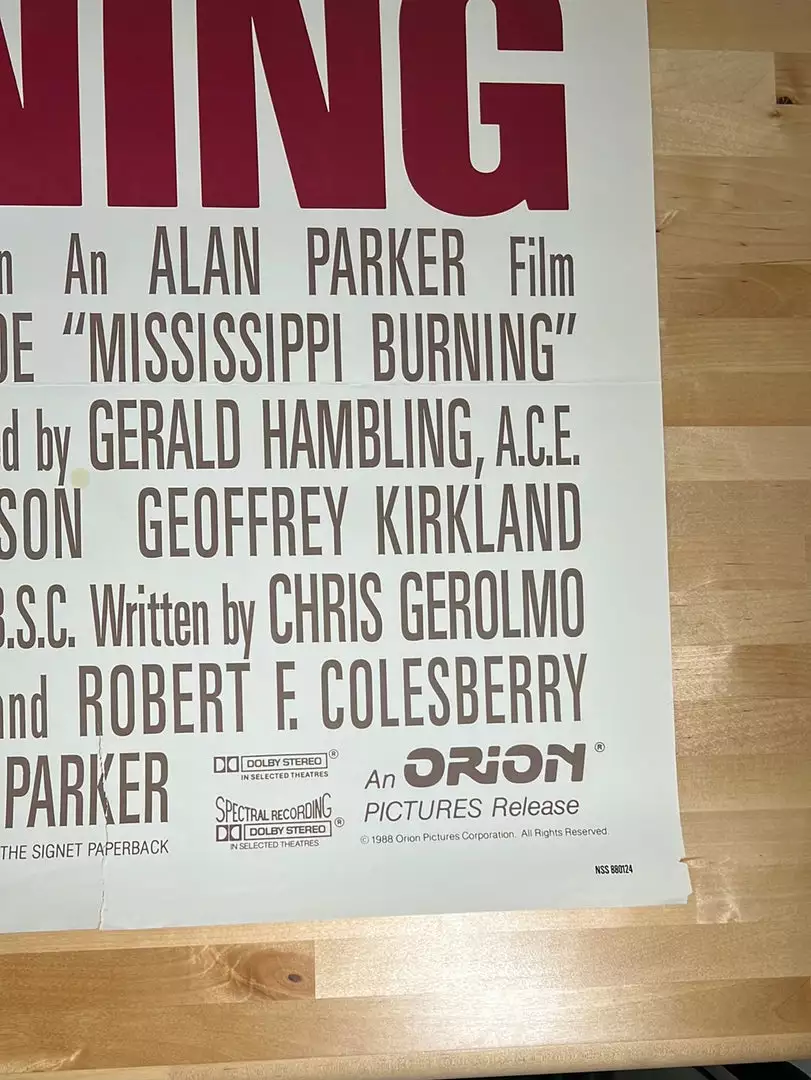 NING
n An ALAN PARKER Film
DE “MISSISSIPPI BURNING”
d by GERALD HAMBLING, A.C.E.
SON GEOFFREY KIRKLAND
B.S.C. Written by CHRIS GEROLMO
and ROBERT F. COLESBERRY
PARKER
DOLBY STEREO ®
IN SELECTED THEATRES
An ORION ®
SPECTRAL RECORDING
DOLBY STEREO ®
IN SELECTED THEATRES
PICTURES Release
THE SIGNET PAPERBACK
© 1988 Orion Pictures Corporation. All Rights Reserved.
NSS 880124